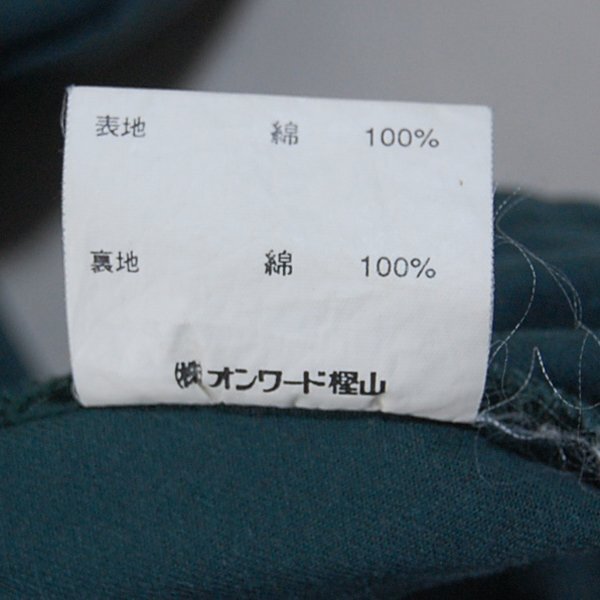 表地 綿 100%
裏地 綿 100%
㈱オンワード樫山